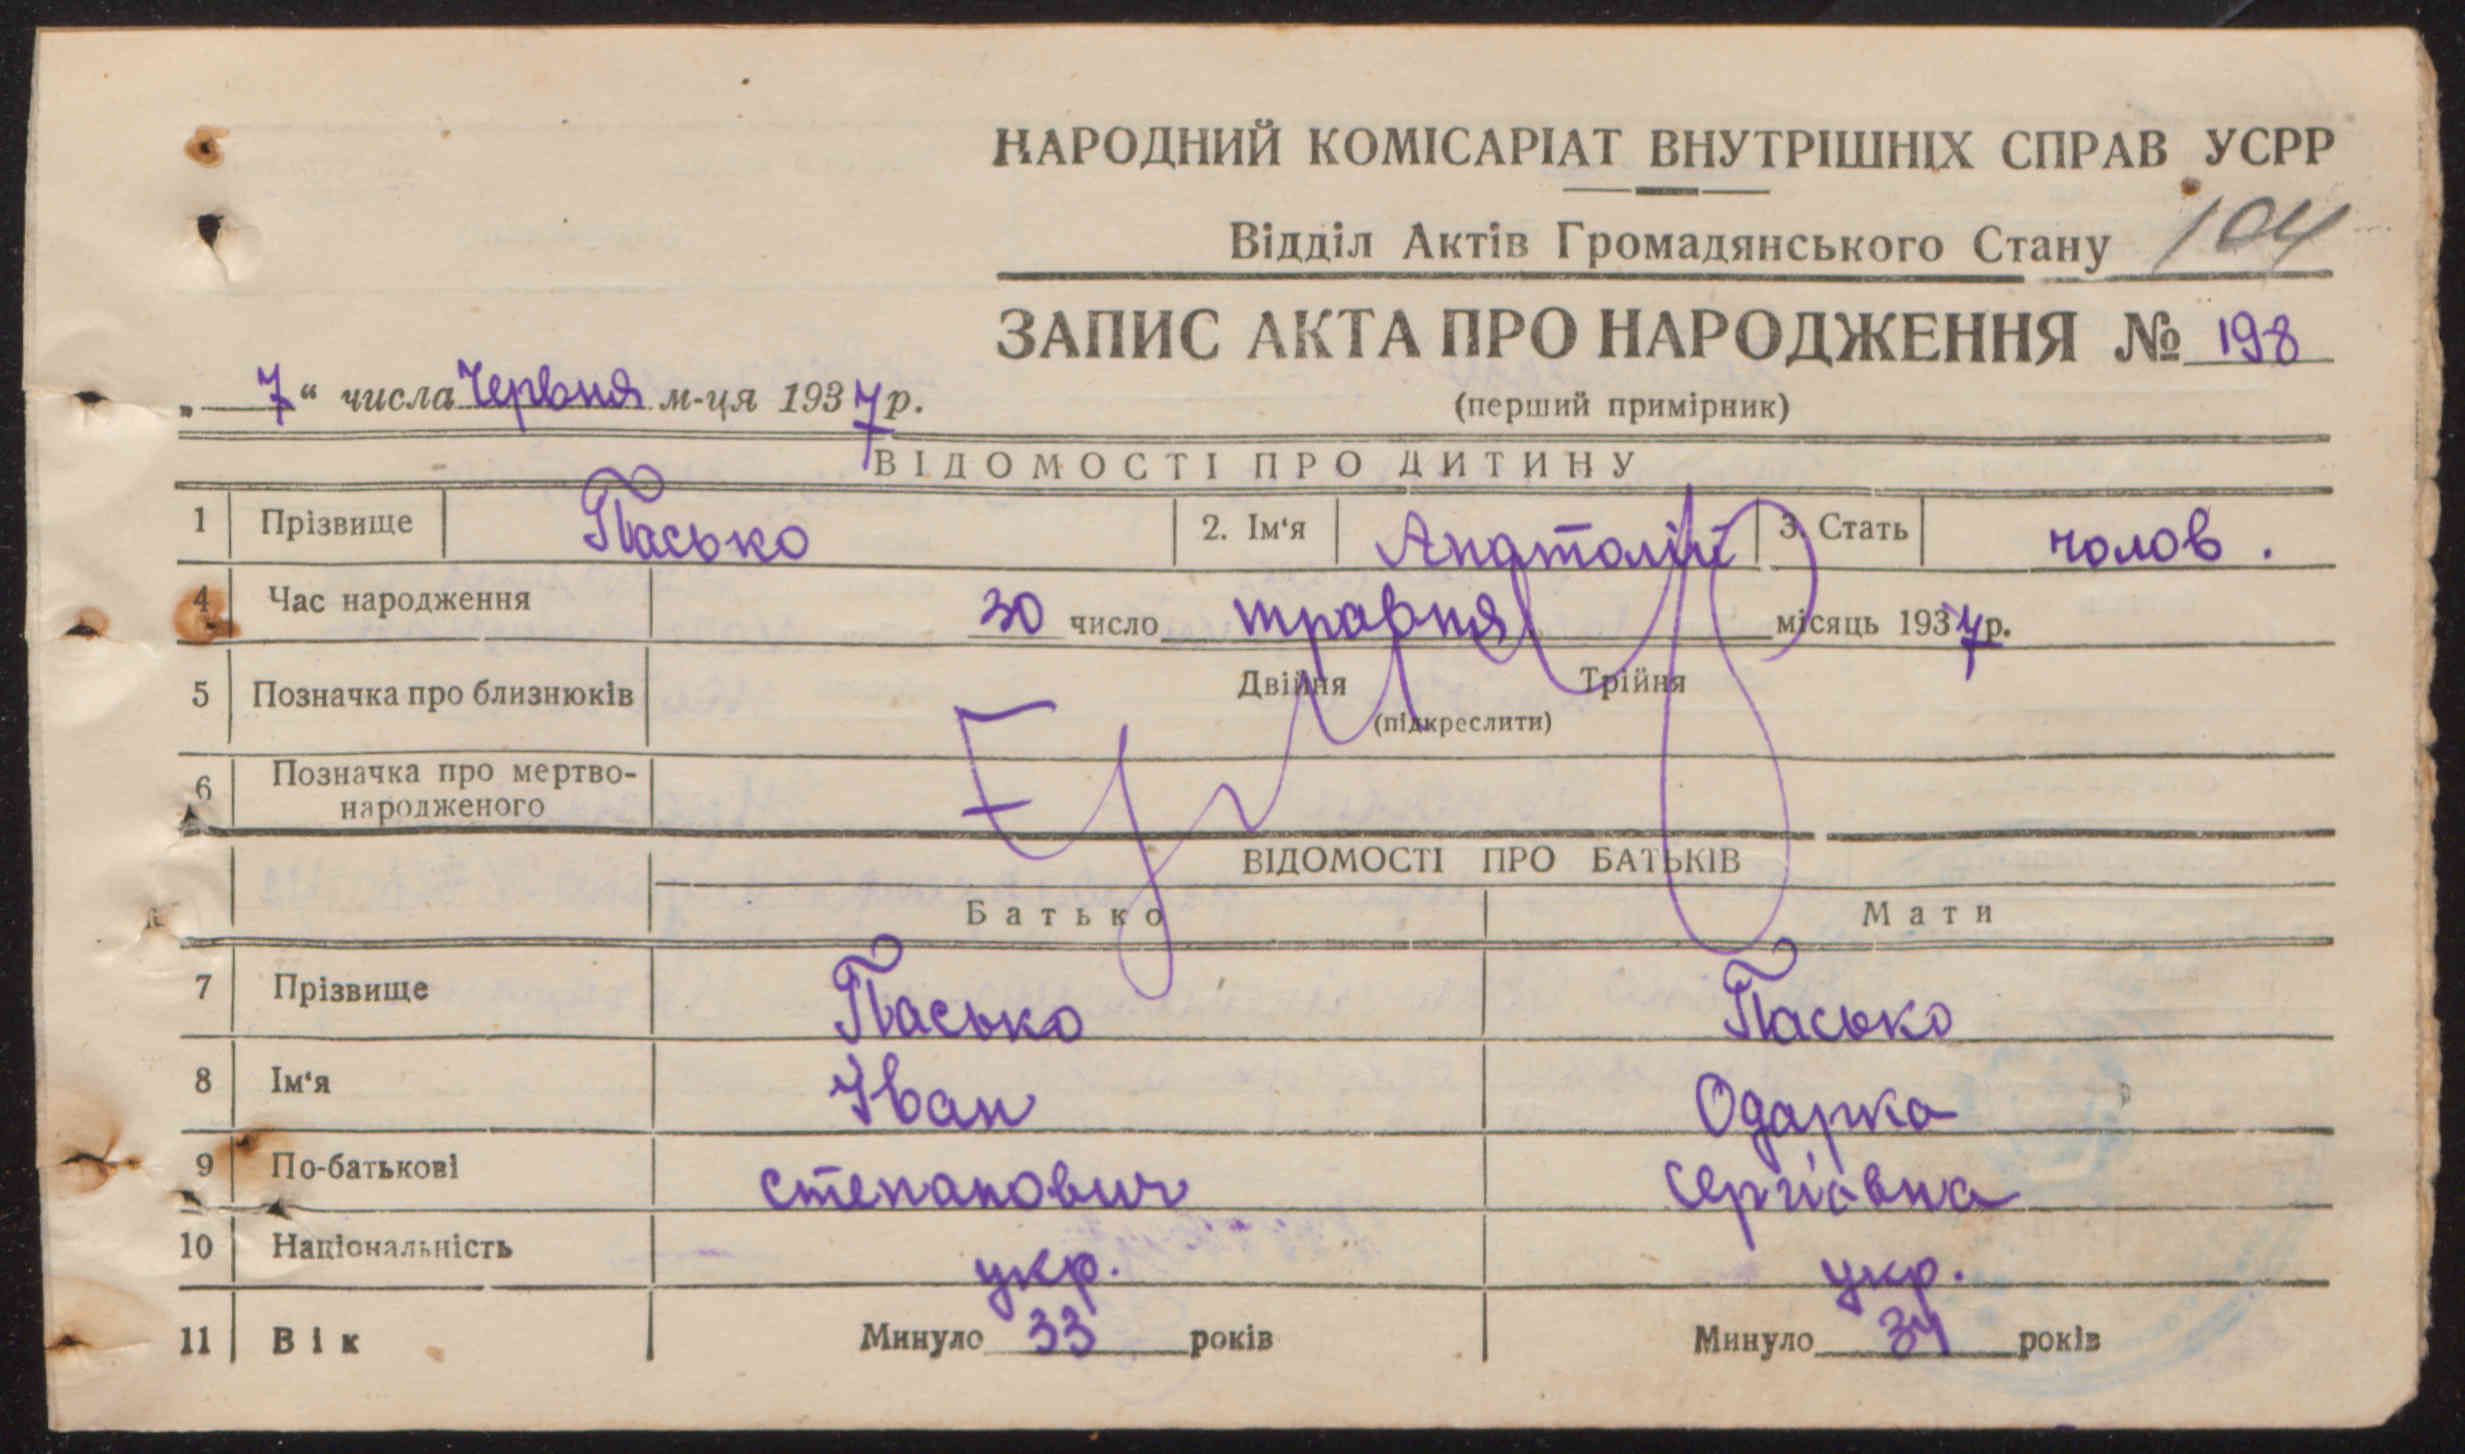 НАРОДНИЙ КОМІСАРІАТ ВНУТРІШНІХ СПРАВ УСРР
Відділ Актів Громадянського Стану 104
ЗАПИС АКТА ПРО НАРОДЖЕННЯ № 198
„ 7 “ числа Червня м-ця 1937 р.
(перший примірник)
ВІДОМОСТІ ПРО ДИТИНУ
1 Прізвище Пасько 2. Ім‘я Анатолій 3. Стать чолов.
4 Час народження 30 число травня місяць 1937 р.
5 Позначка про близнюків Двійня Трійня
(підкреслити)
6 Позначка про мертво-
народженого
ВІДОМОСТІ ПРО БАТЬКІВ
Батько Мати
7 Прізвище Пасько Пасько
8 Ім‘я Іван Одарка
9 По-батькові Степанович Сергіовна
10 Національність укр. укр.
11 Вік Минуло 33 років Минуло 34 років